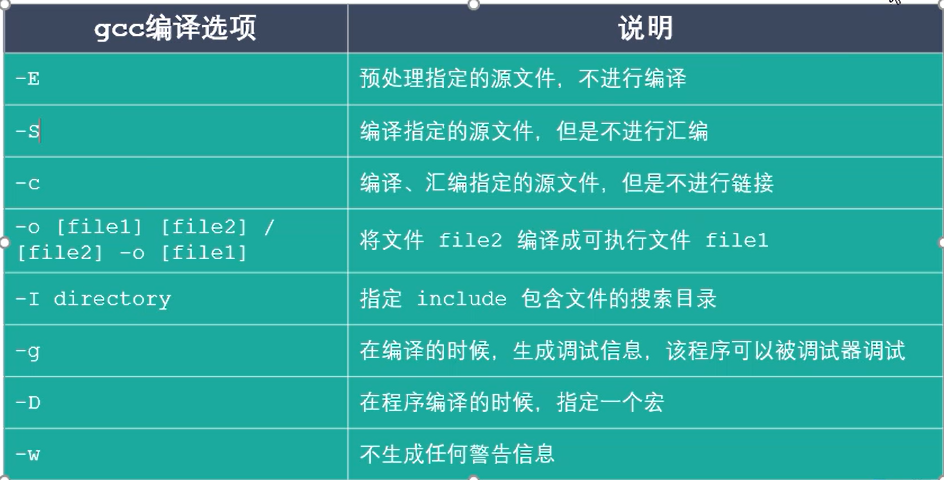 gcc编译选项
说明
-E
预处理指定的源文件, 不进行编译
-S
编译指定的源文件, 但是不进行汇编
-c
编译、汇编指定的源文件, 但是不进行链接
-o [file1] [file2] /
[file2] -o [file1]
将文件 file2 编译成可执行文件 file1
-I directory
指定 include 包含文件的搜索目录
-g
在编译的时候, 生成调试信息, 该程序可以被调试器调试
-D
在程序编译的时候, 指定一个宏
-w
不生成任何警告信息